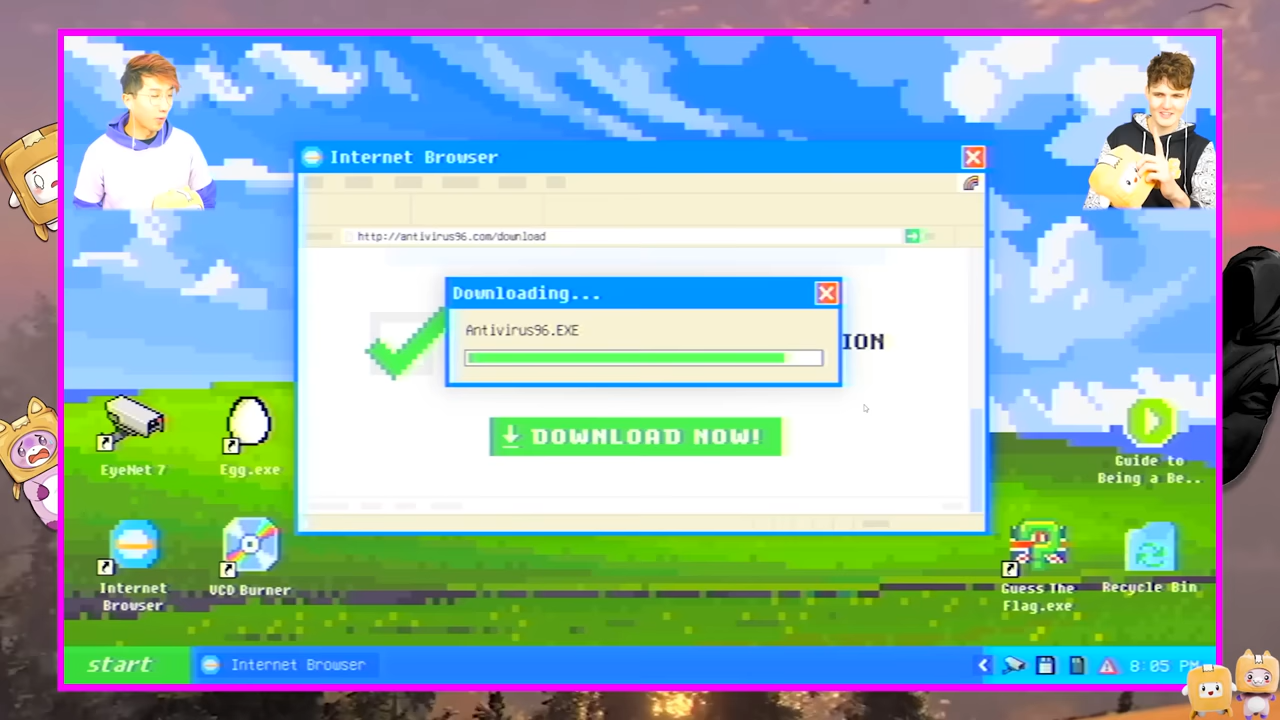 Internet Browser
http://antivirus96.com/download
Downloading...
Antivirus96.EXE
ION
DOWNLOAD NOW!
EyeNet 7
Egg.exe
Guide to
Being a Be..
Internet
Browser
VCD Burner
Guess The
Flag.exe
Recycle Bin
start
Internet Browser
8:05 PM